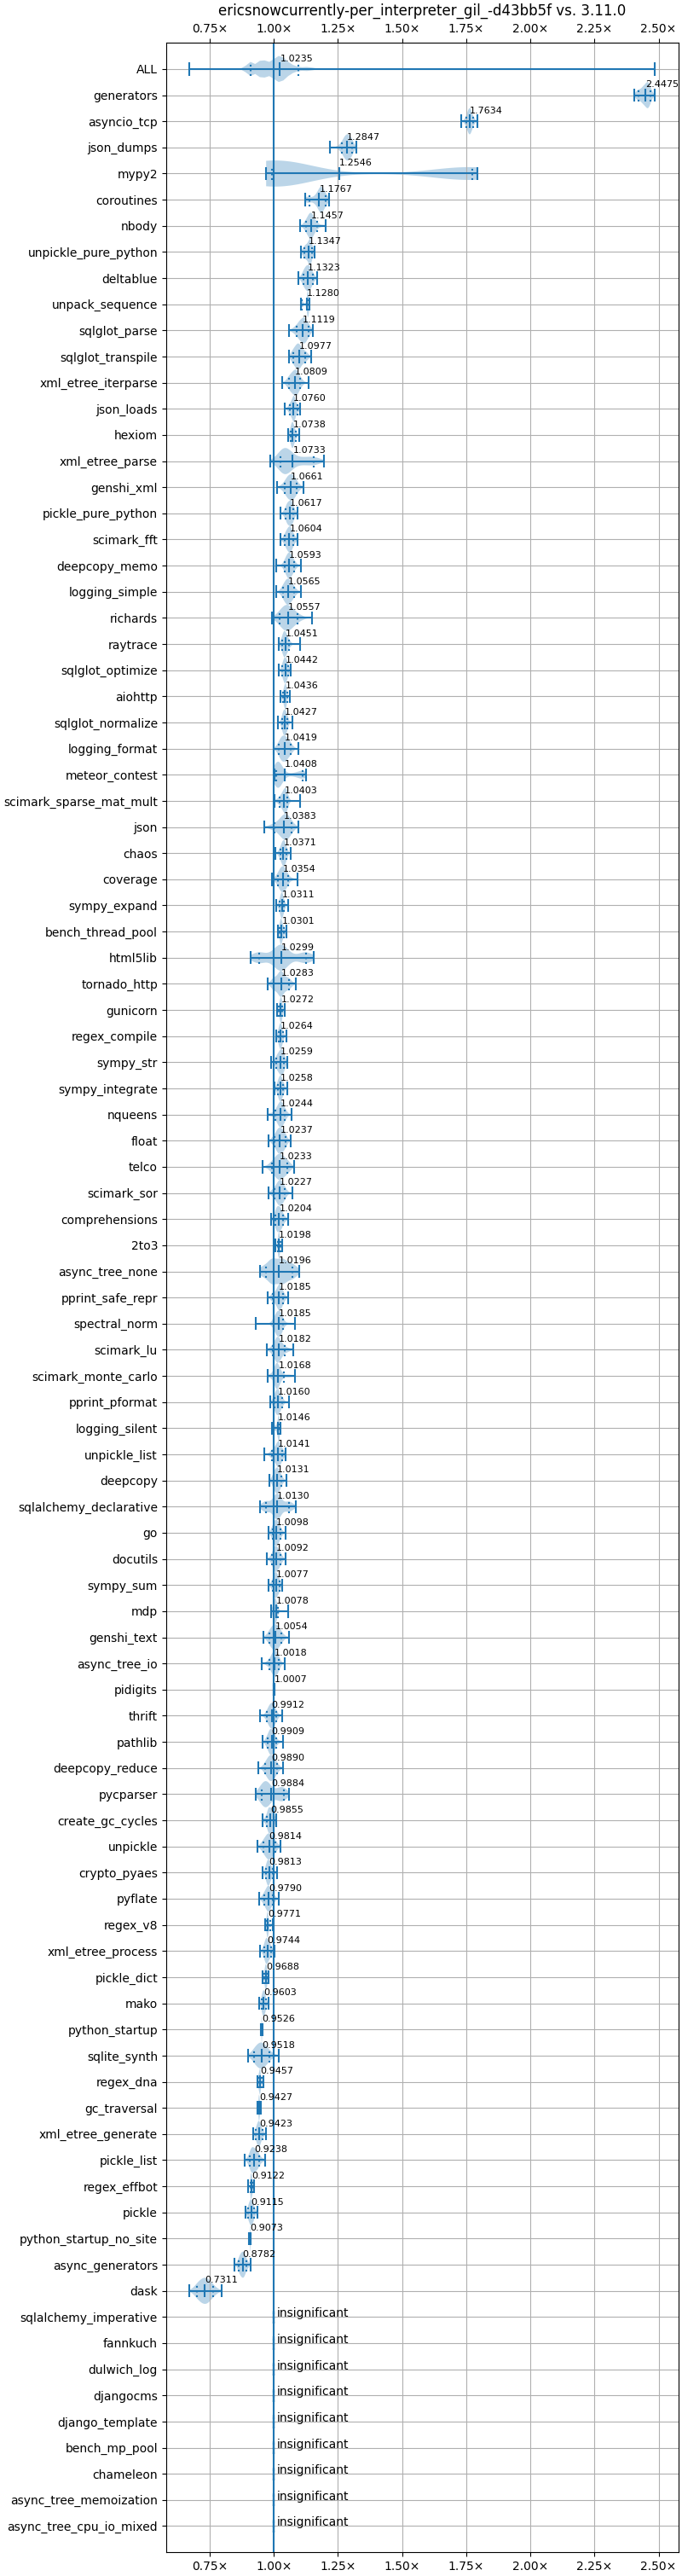 ericsnowcurrently-per_interpreter_gil_-d43bb5f vs. 3.11.0
0.75× 1.00× 1.25× 1.50× 1.75× 2.00× 2.25× 2.50×
ALL 1.0235
generators 2.4475
asyncio_tcp 1.7634
json_dumps 1.2847
mypy2 1.2546
coroutines 1.1767
nbody 1.1457
unpickle_pure_python 1.1347
deltablue 1.1323
unpack_sequence 1.1280
sqlglot_parse 1.1119
sqlglot_transpile 1.0977
xml_etree_iterparse 1.0809
json_loads 1.0760
hexiom 1.0738
xml_etree_parse 1.0733
genshi_xml 1.0661
pickle_pure_python 1.0617
scimark_fft 1.0604
deepcopy_memo 1.0593
logging_simple 1.0565
richards 1.0557
raytrace 1.0451
sqlglot_optimize 1.0442
aiohttp 1.0436
sqlglot_normalize 1.0427
logging_format 1.0419
meteor_contest 1.0408
scimark_sparse_mat_mult 1.0403
json 1.0383
chaos 1.0371
coverage 1.0354
sympy_expand 1.0311
bench_thread_pool 1.0301
html5lib 1.0299
tornado_http 1.0283
gunicorn 1.0272
regex_compile 1.0264
sympy_str 1.0259
sympy_integrate 1.0258
nqueens 1.0244
float 1.0237
telco 1.0233
scimark_sor 1.0227
comprehensions 1.0204
2to3 1.0198
async_tree_none 1.0196
pprint_safe_repr 1.0185
spectral_norm 1.0185
scimark_lu 1.0182
scimark_monte_carlo 1.0168
pprint_pformat 1.0160
logging_silent 1.0146
unpickle_list 1.0141
deepcopy 1.0131
sqlalchemy_declarative 1.0130
go 1.0098
docutils 1.0092
sympy_sum 1.0077
mdp 1.0078
genshi_text 1.0054
async_tree_io 1.0018
pidigits 1.0007
thrift 0.9912
pathlib 0.9909
deepcopy_reduce 0.9890
pycparser 0.9884
create_gc_cycles 0.9855
unpickle 0.9814
crypto_pyaes 0.9813
pyflate 0.9790
regex_v8 0.9771
xml_etree_process 0.9744
pickle_dict 0.9688
mako 0.9603
python_startup 0.9526
sqlite_synth 0.9518
regex_dna 0.9457
gc_traversal 0.9427
xml_etree_generate 0.9423
pickle_list 0.9238
regex_effbot 0.9122
pickle 0.9115
python_startup_no_site 0.9073
async_generators 0.8782
dask 0.7311
sqlalchemy_imperative insignificant
fannkuch insignificant
dulwich_log insignificant
djangocms insignificant
django_template insignificant
bench_mp_pool insignificant
chameleon insignificant
async_tree_memoization insignificant
async_tree_cpu_io_mixed insignificant
0.75× 1.00× 1.25× 1.50× 1.75× 2.00× 2.25× 2.50×